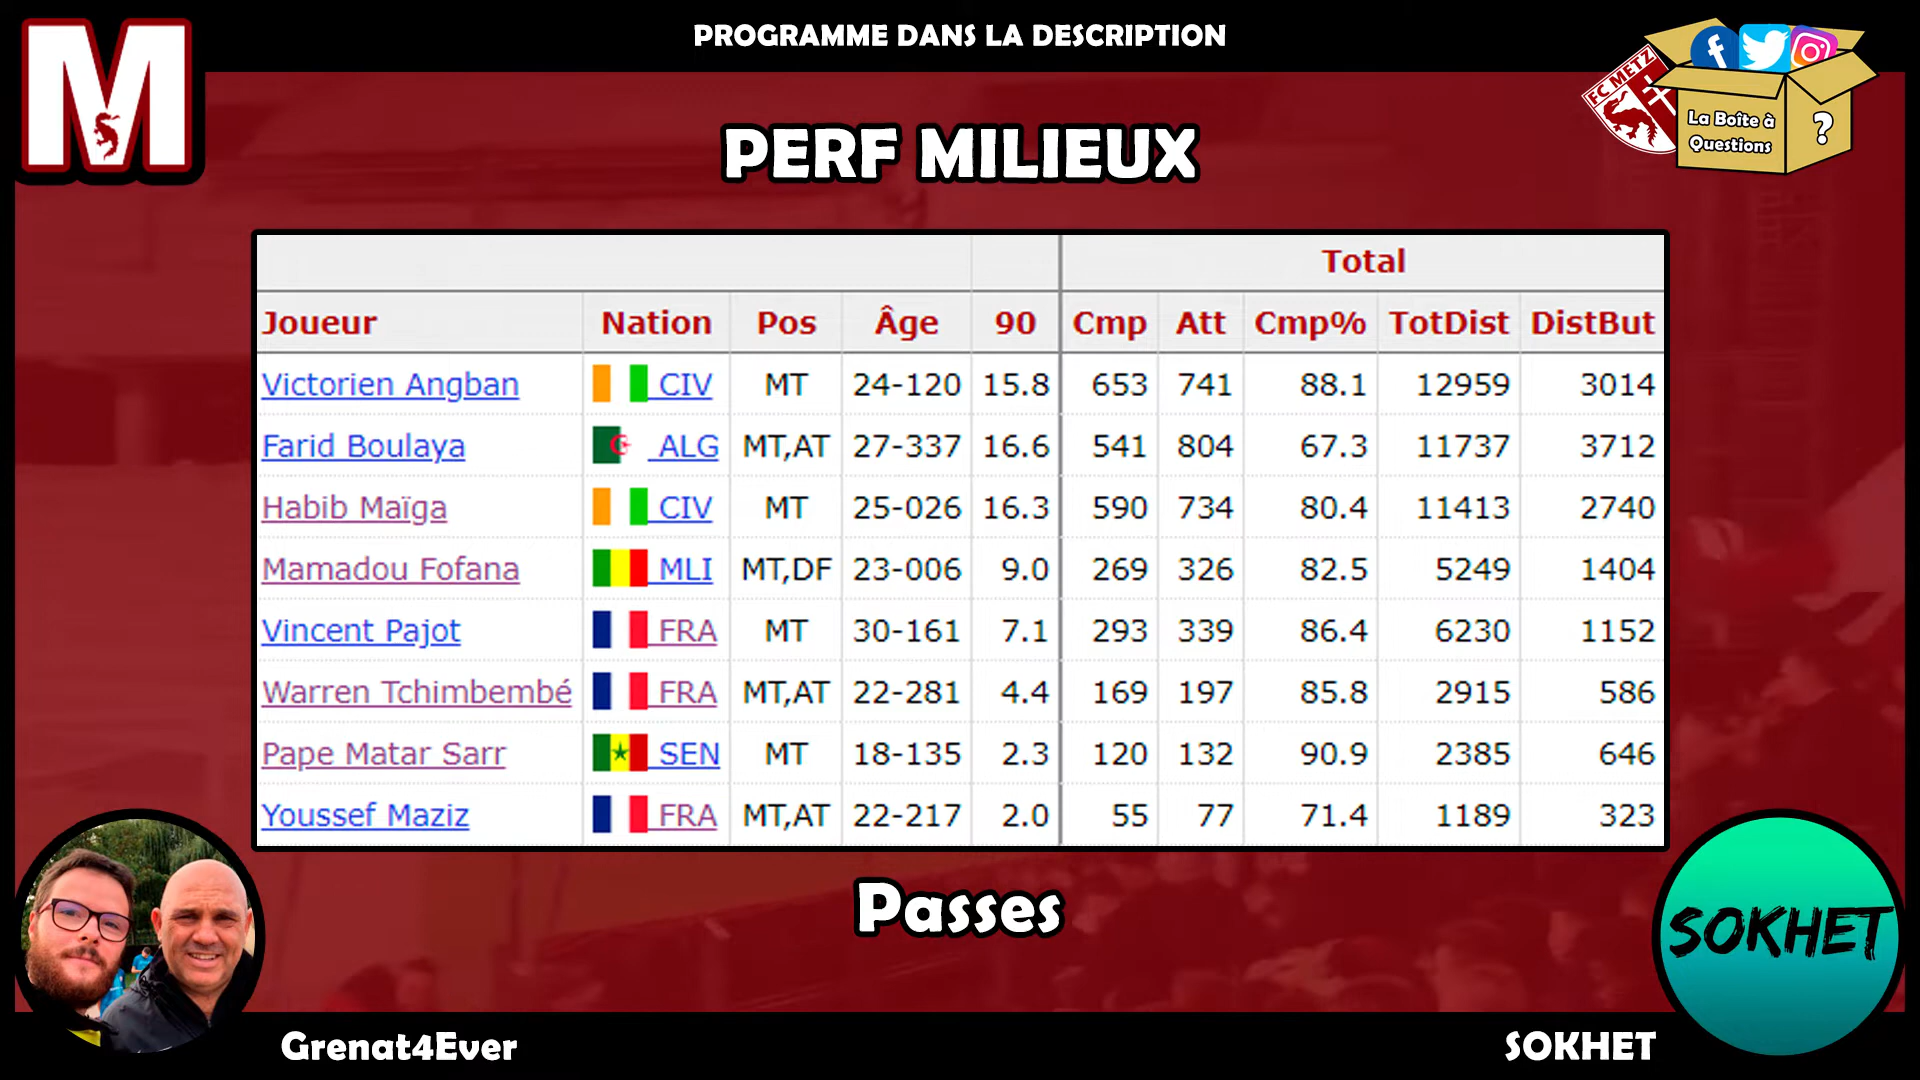 PROGRAMME DANS LA DESCRIPTION
M
FC METZ
La Boîte à
Questions
?
PERF MILIEUX
Total
Joueur Nation Pos Âge 90 Cmp Att Cmp% TotDist DistBut
Victorien Angban CIV MT 24-120 15.8 653 741 88.1 12959 3014
Farid Boulaya ALG MT,AT 27-337 16.6 541 804 67.3 11737 3712
Habib Maïga CIV MT 25-026 16.3 590 734 80.4 11413 2740
Mamadou Fofana MLI MT,DF 23-006 9.0 269 326 82.5 5249 1404
Vincent Pajot FRA MT 30-161 7.1 293 339 86.4 6230 1152
Warren Tchimbembé FRA MT,AT 22-281 4.4 169 197 85.8 2915 586
Pape Matar Sarr SEN MT 18-135 2.3 120 132 90.9 2385 646
Youssef Maziz FRA MT,AT 22-217 2.0 55 77 71.4 1189 323
Passes
SOKHET
Grenat4Ever
SOKHET